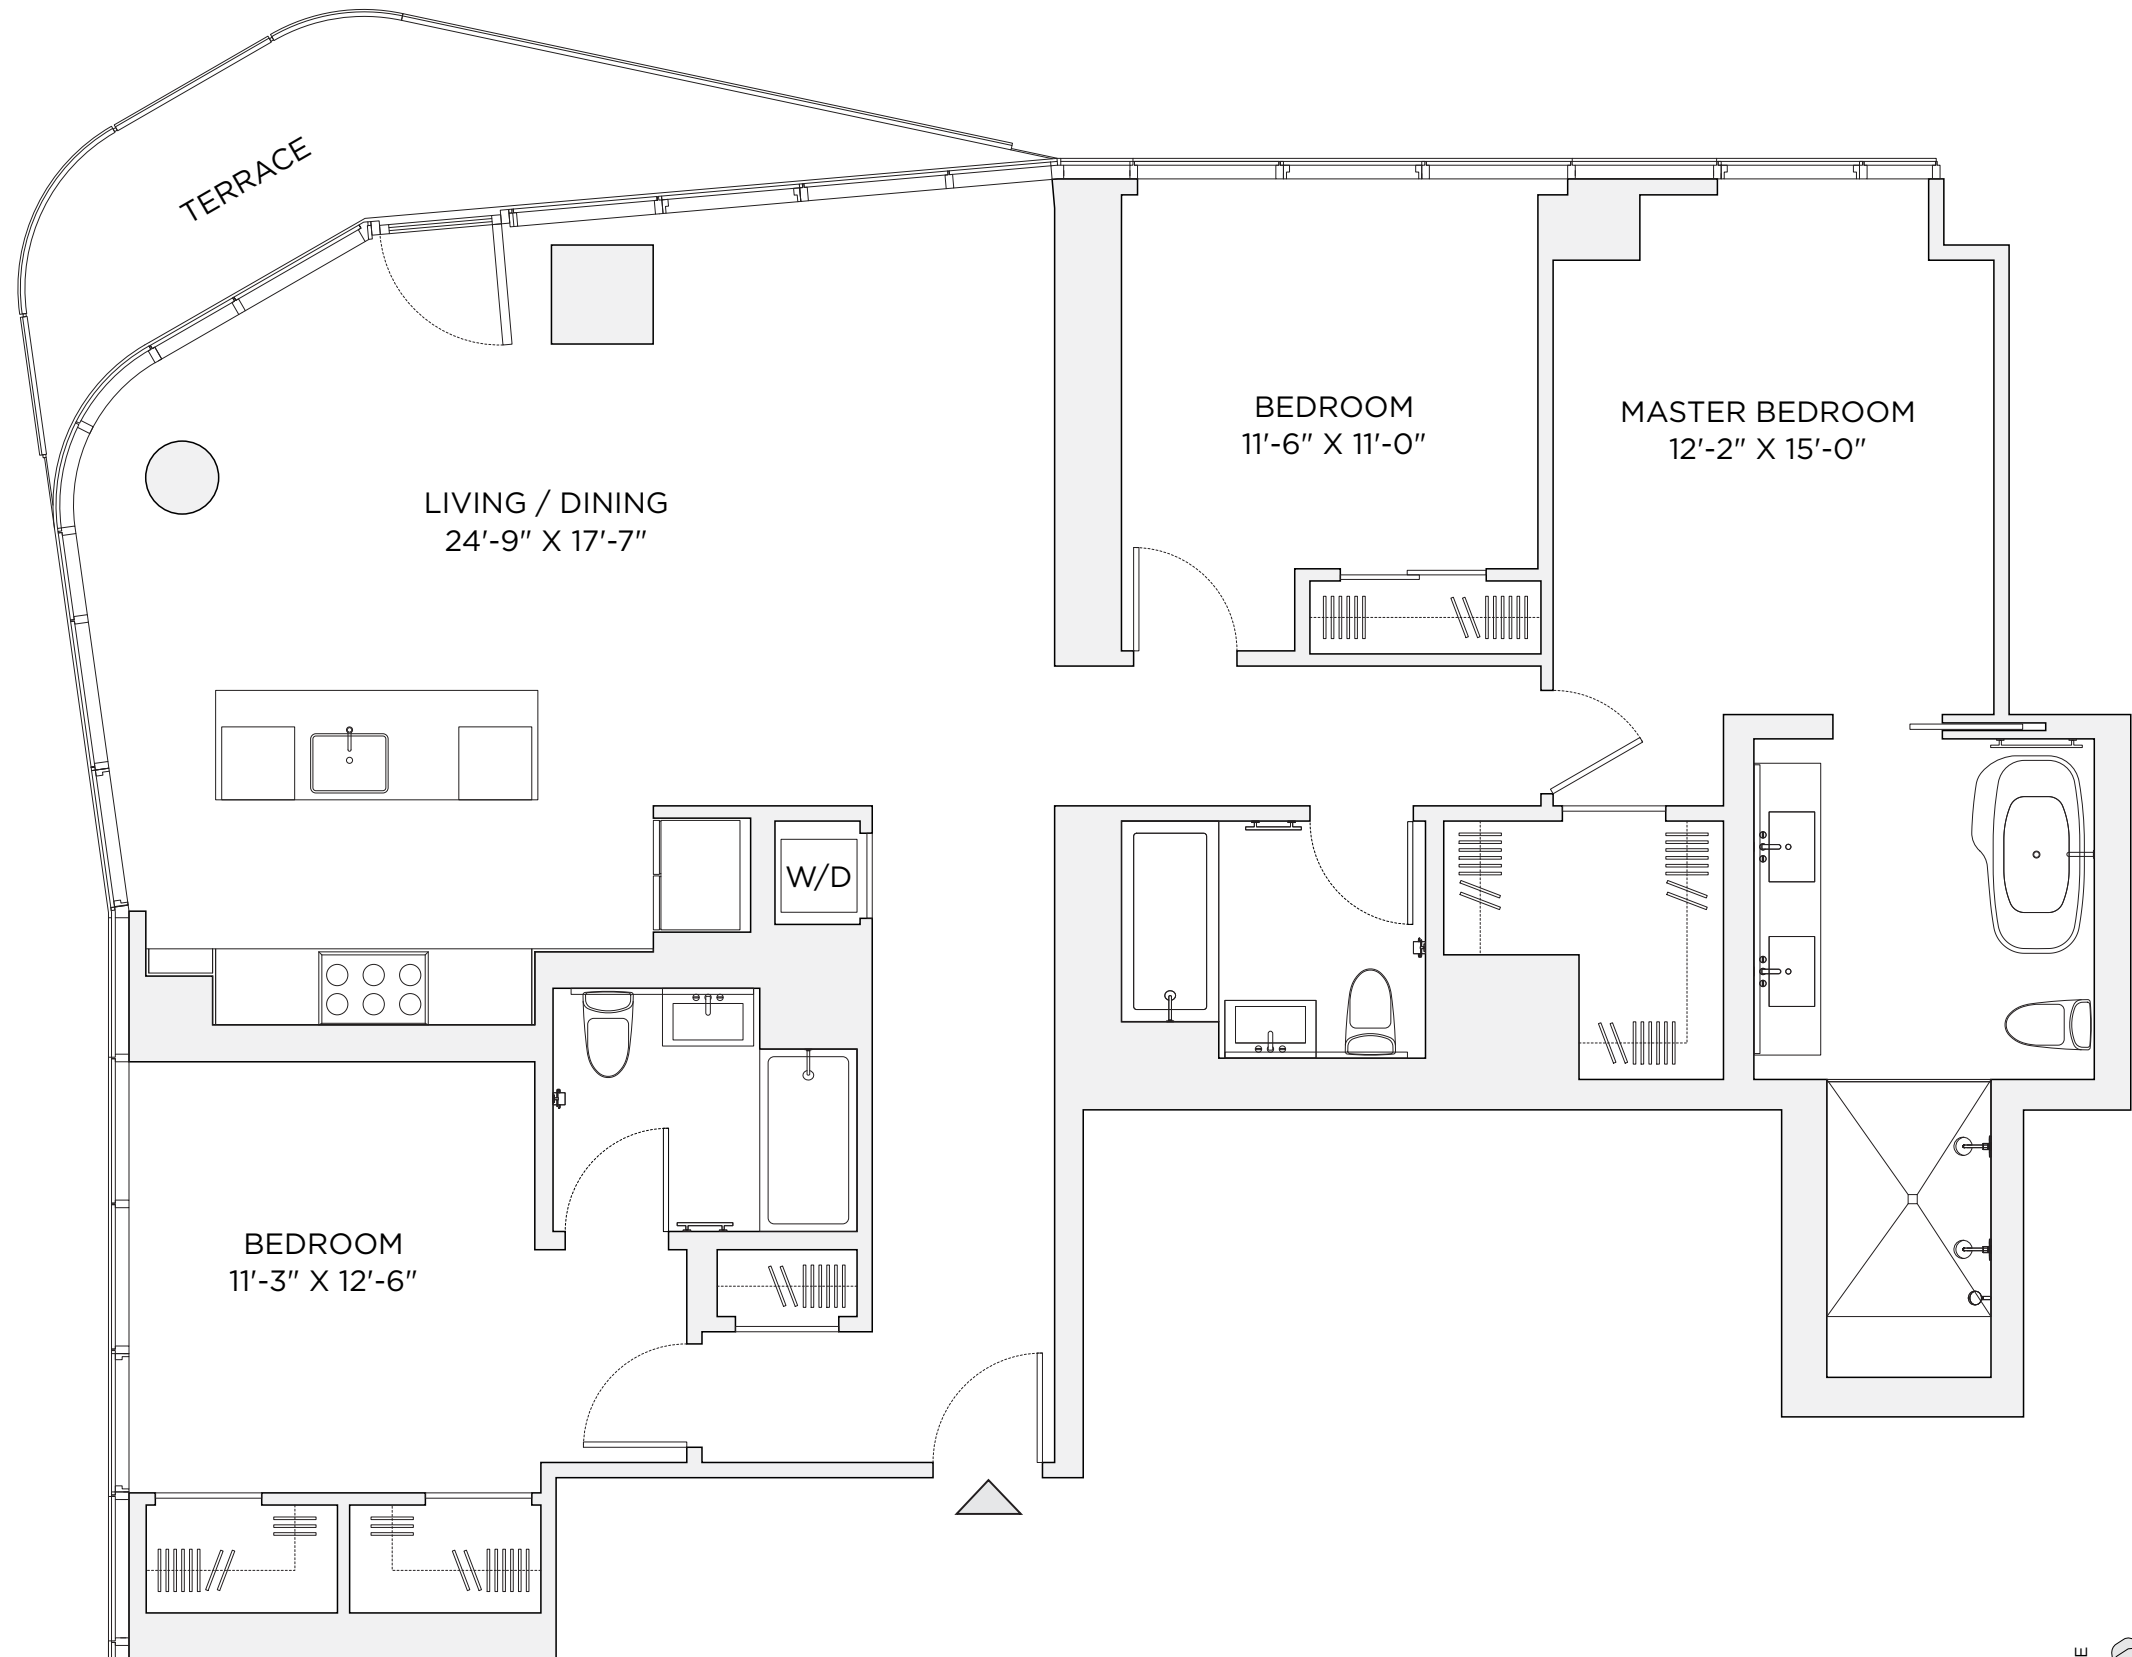 TERRACE
BEDROOM
11'-6" X 11'-0"
MASTER BEDROOM
12'-2" X 15'-0"
LIVING / DINING
24'-9" X 17'-7"
W/D
BEDROOM
11'-3" X 12'-6"
E